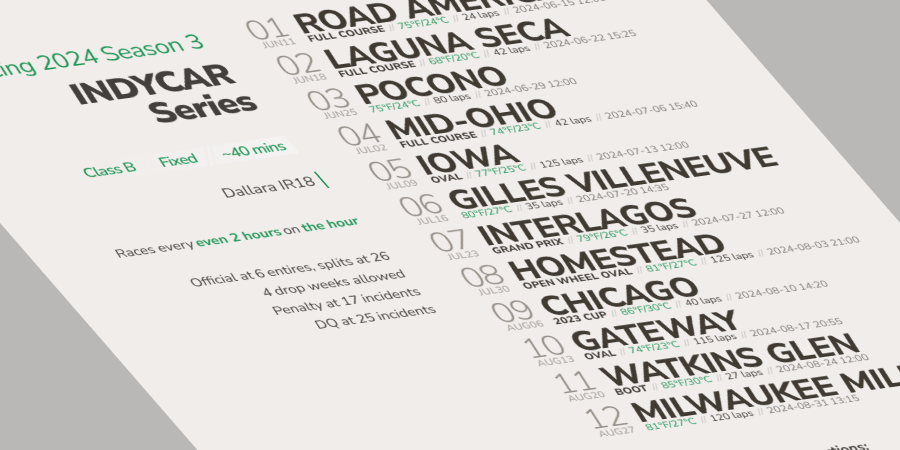 ing 2024 Season 3
INDYCAR
Series
Class B Fixed ~40 mins
Dallara IR18
Races every even 2 hours on the hour
Official at 6 entires, splits at 26
4 drop weeks allowed
Penalty at 17 incidents
DQ at 25 incidents
01 ROAD AMERICA
JUN11 FULL COURSE // 75°F/24°C // 24 laps // 2024-06-15
02 LAGUNA SECA
JUN18 FULL COURSE // 68°F/20°C // 42 laps // 2024-06-22 15:25
03 POCONO
JUN25 75°F/24°C // 80 laps // 2024-06-29 12:00
04 MID-OHIO
JUL02 FULL COURSE // 74°F/23°C // 42 laps // 2024-07-06 15:40
05 IOWA
JUL09 OVAL // 77°F/25°C // 125 laps // 2024-07-13 12:00
06 GILLES VILLENEUVE
JUL16 80°F/27°C // 35 laps // 2024-07-20 14:35
07 INTERLAGOS
JUL23 GRAND PRIX // 79°F/26°C // 35 laps // 2024-07-27 12:00
08 HOMESTEAD
JUL30 OPEN WHEEL OVAL // 81°F/27°C // 125 laps // 2024-08-03 21:00
09 CHICAGO
AUG06 2023 CUP // 86°F/30°C // 40 laps // 2024-08-10 14:20
10 GATEWAY
AUG13 OVAL // 74°F/23°C // 115 laps // 2024-08-17 20:55
11 WATKINS GLEN
AUG20 BOOT // 85°F/30°C // 27 laps // 2024-08-24 12:00
12 MILWAUKEE MIL
AUG27 81°F/27°C // 120 laps // 2024-08-31 13:15
tions: